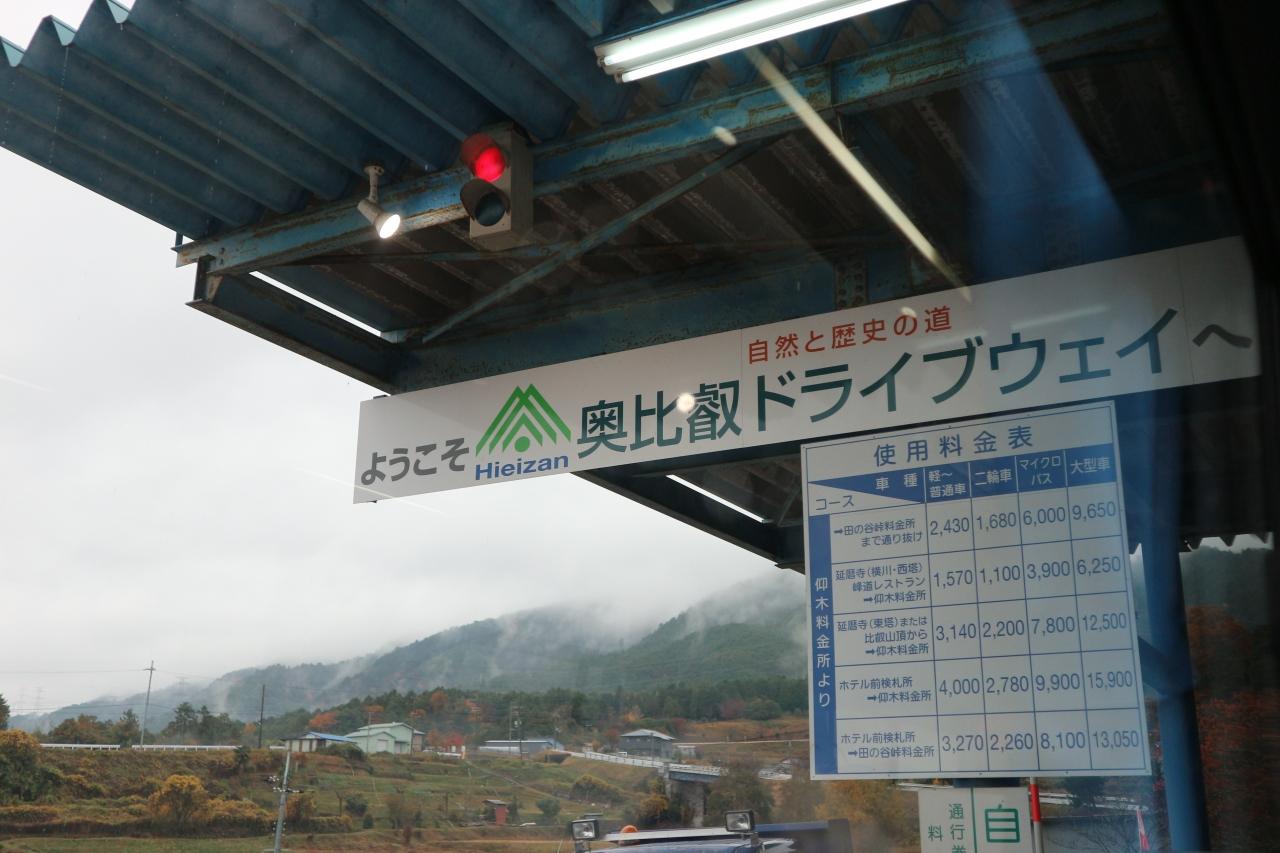 自然と歴史の道
ようこそ Hieizan 奥比叡ドライブウェイへ
使用料金表
車種 軽〜普通車 二輪車 マイクロバス 大型車
コース
仰木料金所より
➡田の谷峠料金所
まで通り抜け
2,430 1,680 6,000 9,650
延暦寺(横川・西塔)
峰道レストラン
➡仰木料金所
1,570 1,100 3,900 6,250
延暦寺(東塔)または
比叡山頂から
➡仰木料金所
3,140 2,200 7,800 12,500
ホテル前検札所
➡仰木料金所
4,000 2,780 9,900 15,900
ホテル前検札所
➡田の谷峠料金所
3,270 2,260 8,100 13,050
通行券
料
自